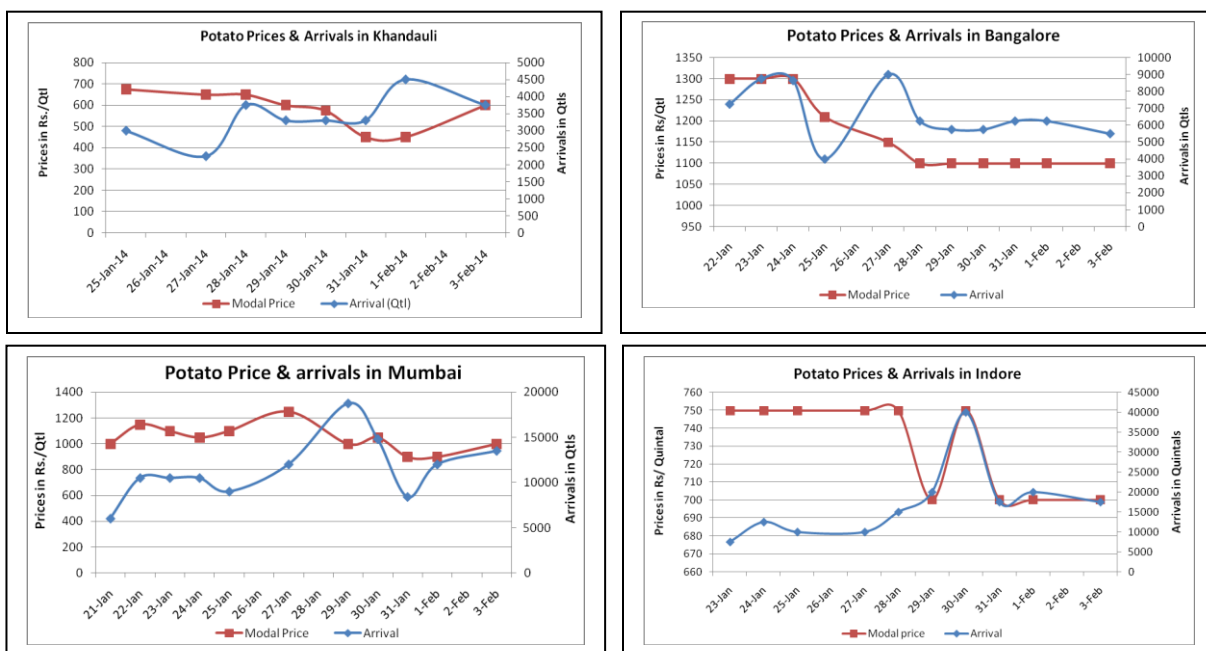 Potato Prices & Arrivals in Khandauli
Prices in Rs./Qtl
800
700
600
500
400
300
200
100
0
5000
4500
4000
3500
3000
2500
2000
1500
1000
500
0
Arrivals in Qtls
25-Jan-14
26-Jan-14
27-Jan-14
28-Jan-14
29-Jan-14
30-Jan-14
31-Jan-14
1-Feb-14
2-Feb-14
3-Feb-14
Modal Price
Arrival (Qtl)
Potato Prices & Arrivals in Bangalore
Prices in Rs/Qtl
1350
1300
1250
1200
1150
1100
1050
1000
950
10000
9000
8000
7000
6000
5000
4000
3000
2000
1000
0
Arrivals in Qtls
22-Jan
23-Jan
24-Jan
25-Jan
26-Jan
27-Jan
28-Jan
29-Jan
30-Jan
31-Jan
1-Feb
2-Feb
3-Feb
Modal Price
Arrival
Potato Price & arrivals in Mumbai
Prices in Rs./Qtl
1400
1200
1000
800
600
400
200
0
20000
15000
10000
5000
0
Arrivals in Qtls
21-Jan
22-Jan
23-Jan
24-Jan
25-Jan
26-Jan
27-Jan
28-Jan
29-Jan
30-Jan
31-Jan
1-Feb
2-Feb
3-Feb
Modal Price
Arrival
Potato Prices & Arrivals in Indore
Prices in Rs/ Quintal
760
750
740
730
720
710
700
690
680
670
660
45000
40000
35000
30000
25000
20000
15000
10000
5000
0
Arrivals in Quintals
23-Jan
24-Jan
25-Jan
26-Jan
27-Jan
28-Jan
29-Jan
30-Jan
31-Jan
1-Feb
2-Feb
3-Feb
Modal price
Arrival